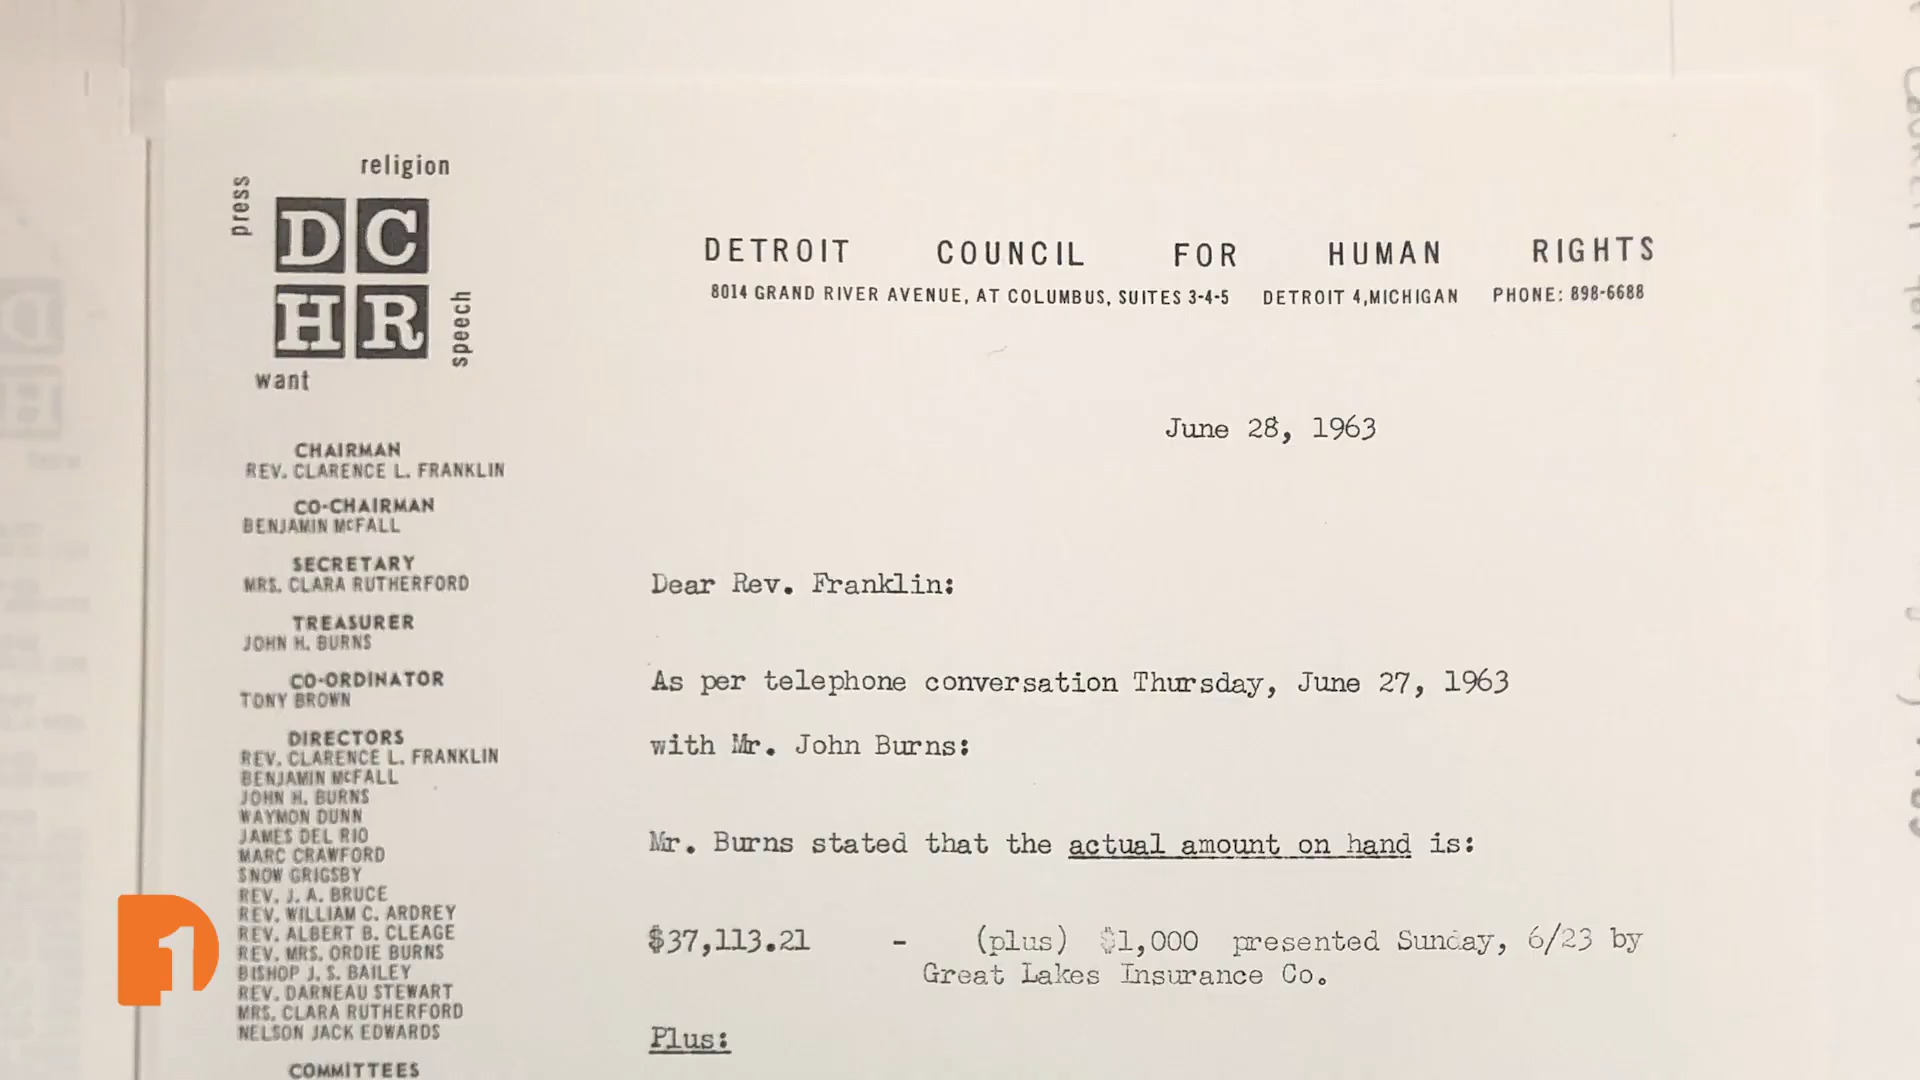 religion
press
DC
HR
speech
want
DETROIT COUNCIL FOR HUMAN RIGHTS
8014 GRAND RIVER AVENUE, AT COLUMBUS, SUITES 3-4-5 DETROIT 4, MICHIGAN PHONE: 898-6688
June 28, 1963
CHAIRMAN
REV. CLARENCE L. FRANKLIN
CO-CHAIRMAN
BENJAMIN McFALL
SECRETARY
MRS. CLARA RUTHERFORD
TREASURER
JOHN H. BURNS
CO-ORDINATOR
TONY BROWN
DIRECTORS
REV. CLARENCE L. FRANKLIN
BENJAMIN McFALL
JOHN H. BURNS
WAYMON DUNN
JAMES DEL RIO
MARC CRAWFORD
SNOW GRIGSBY
REV. J. A. BRUCE
REV. WILLIAM C. ARDREY
REV. ALBERT B. CLEAGE
REV. MRS. ORDIE BURNS
BISHOP J. S. BAILEY
REV. DARNEAU STEWART
MRS. CLARA RUTHERFORD
NELSON JACK EDWARDS
COMMITTEES
Dear Rev. Franklin:
As per telephone conversation Thursday, June 27, 1963
with Mr. John Burns:
Mr. Burns stated that the actual amount on hand is:
$37,113.21 - (plus) $1,000 presented Sunday, 6/23 by
Great Lakes Insurance Co.
Plus:
1